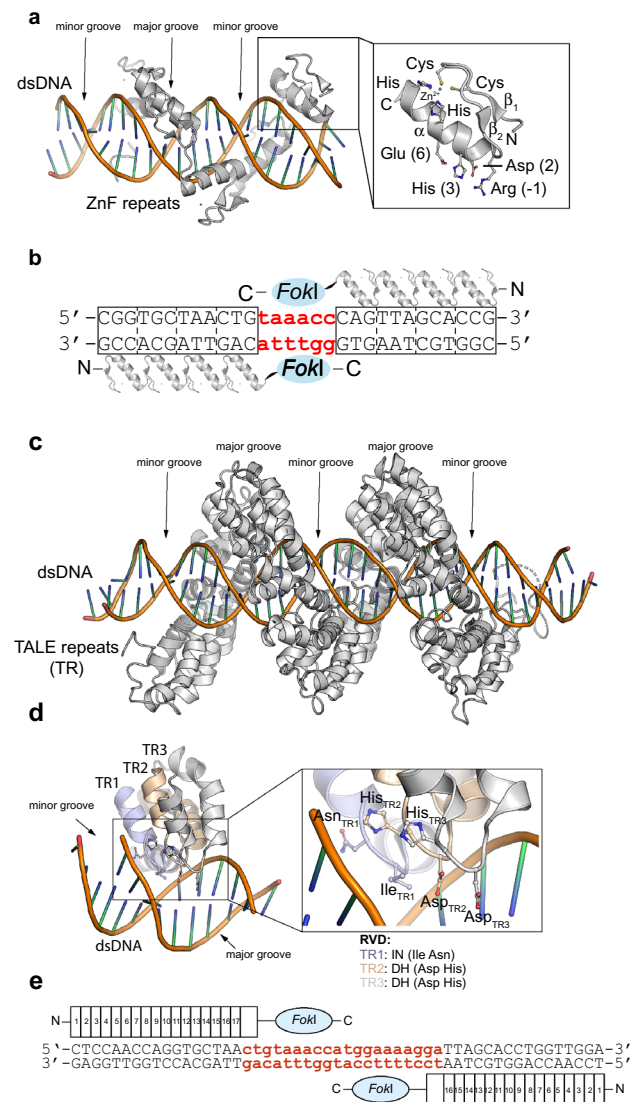 a
minor groove major groove minor groove
dsDNA
ZnF repeats
Cys
His
Cys
Zn2+
C
His
β1
α
β2
N
Glu (6)
Asp (2)
His (3)
Arg (-1)
b
C FokI N
5′ CGGTGCTAACTGtaaaccCAGTTAGCACCG-3′
3′ GCCACGATTGACatttggGTGAATCGTGGC-5′
N FokI C
c
major groove major groove
minor groove minor groove minor groove
dsDNA
TALE repeats
(TR)
d
TR3
TR2
TR1
minor groove
dsDNA
major groove
HisTR2
AsnTR1
HisTR3
IleTR1
AspTR2
AspTR3
RVD:
TR1: IN (Ile Asn)
TR2: DH (Asp His)
TR3: DH (Asp His)
e
N 1 2 3 4 5 6 7 8 9 10 11 12 13 14 15 16 17 FokI C
5‘-CTCCAACCAGGTGCTAActgtaaaccatggaaaaaggaTTAGCACCTGGTTGGA-3′
3′-GAGGTTGGTCCACGATTgacatttggtacctttttcctAATCGTGGACCAACCT-5′
C FokI 16 15 14 13 12 11 10 9 8 7 6 5 4 3 2 1 N